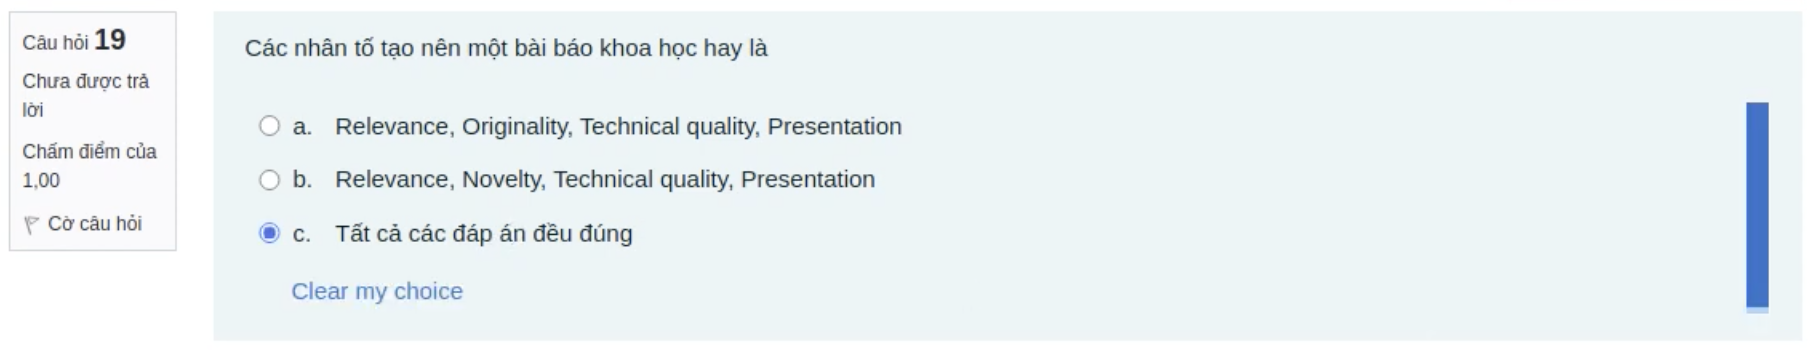 Câu hỏi 19
Chưa được trả
lời
Chấm điểm của
1,00
Cờ câu hỏi
Các nhân tố tạo nên một bài báo khoa học hay là
a. Relevance, Originality, Technical quality, Presentation
b. Relevance, Novelty, Technical quality, Presentation
c. Tất cả các đáp án đều đúng
Clear my choice